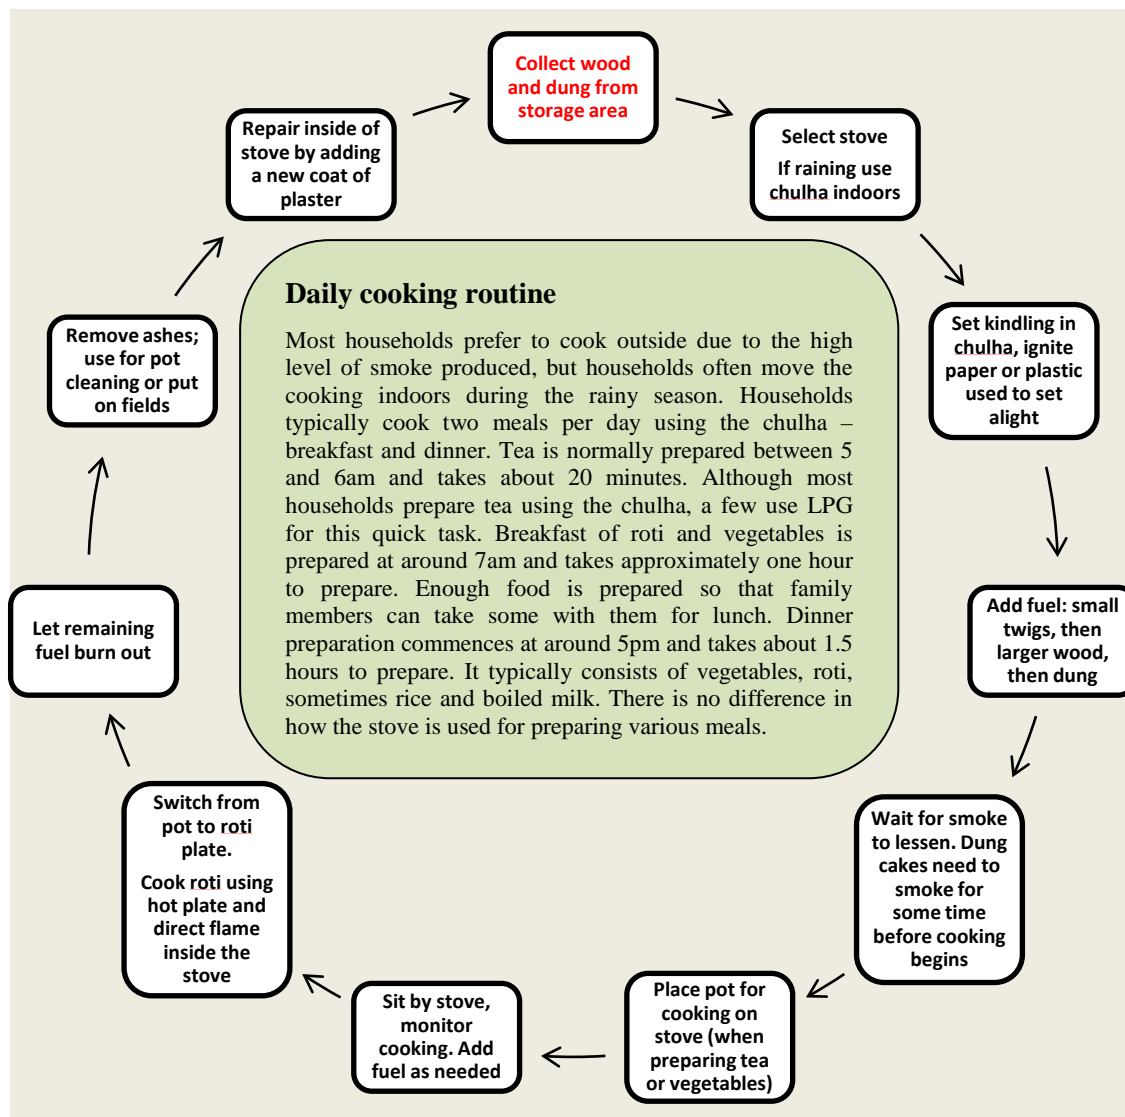 Collect wood
and dung from
storage area
Select stove
If raining use
chulha indoors
Set kindling in
chulha, ignite
paper or plastic
used to set
alight
Add fuel: small
twigs, then
larger wood,
then dung
Wait for smoke
to lessen. Dung
cakes need to
smoke for
some time
before cooking
begins
Place pot for
cooking on
stove (when
preparing tea
or vegetables)
Sit by stove,
monitor
cooking. Add
fuel as needed
Switch from
pot to roti
plate.
Cook roti using
hot plate and
direct flame
inside the
stove
Let remaining
fuel burn out
Remove ashes;
use for pot
cleaning or put
on fields
Repair inside of
stove by adding
a new coat of
plaster
Daily cooking routine
Most households prefer to cook outside due to the high
level of smoke produced, but households often move the
cooking indoors during the rainy season. Households
typically cook two meals per day using the chulha –
breakfast and dinner. Tea is normally prepared between 5
and 6am and takes about 20 minutes. Although most
households prepare tea using the chulha, a few use LPG
for this quick task. Breakfast of roti and vegetables is
prepared at around 7am and takes approximately one hour
to prepare. Enough food is prepared so that family
members can take some with them for lunch. Dinner
preparation commences at around 5pm and takes about 1.5
hours to prepare. It typically consists of vegetables, roti,
sometimes rice and boiled milk. There is no difference in
how the stove is used for preparing various meals.